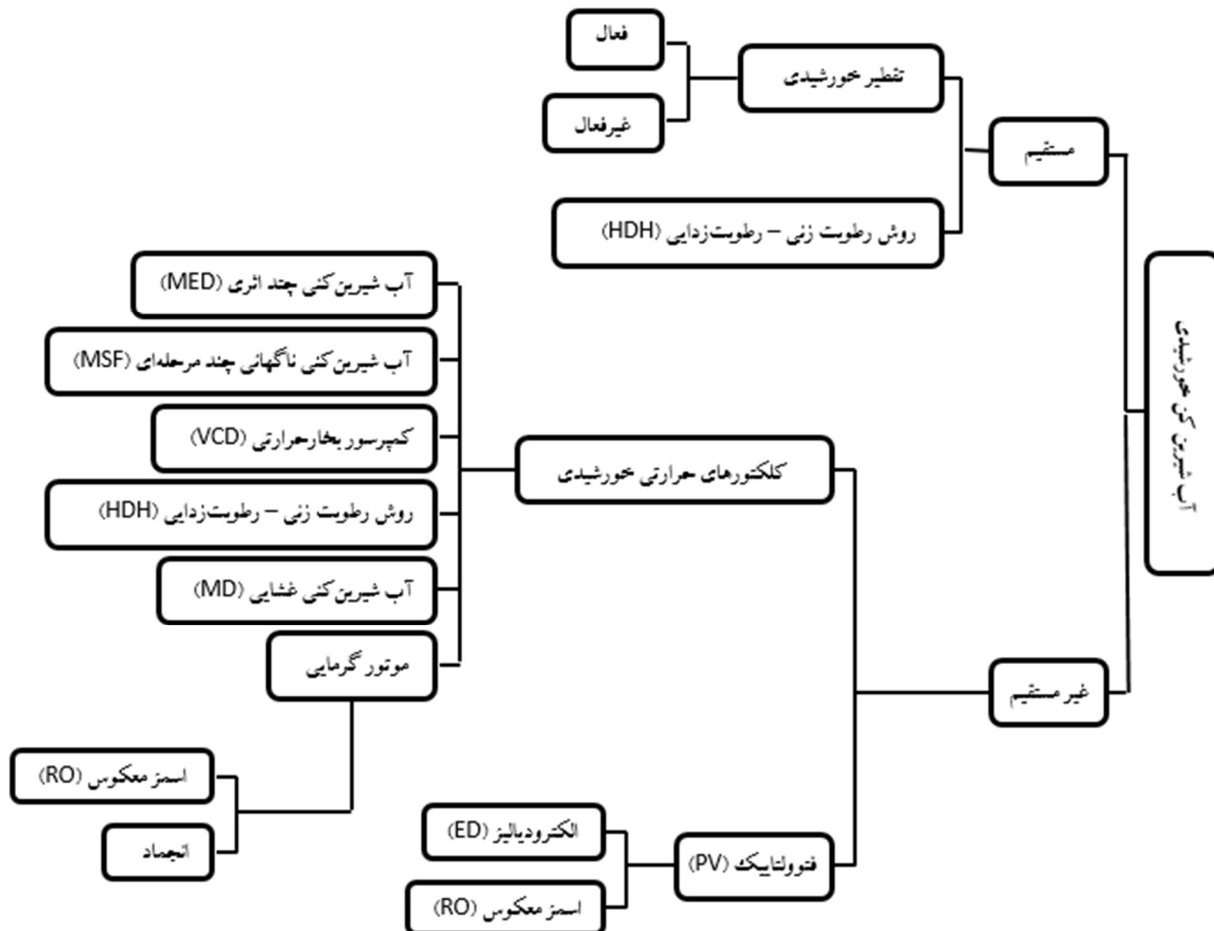 آب شیرین کن خورشیدی
مستقیم
تقطیر خورشیدی
فعال
غیرفعال
روش رطوبت زنی – رطوبت‌زدایی (HDH)
غیر مستقیم
کلکتورهای حرارتی خورشیدی
آب شیرین‌کنی چند اثری (MED)
آب شیرین‌کنی ناگهانی چند مرحله‌ای (MSF)
کمپرسور بخارحرارتی (VCD)
روش رطوبت زنی – رطوبت‌زدایی (HDH)
آب شیرین‌کنی غشایی (MD)
موتور گرمایی
اسمز معکوس (RO)
انجماد
فتوولتاییک (PV)
الکترودیالیز (ED)
اسمز معکوس (RO)